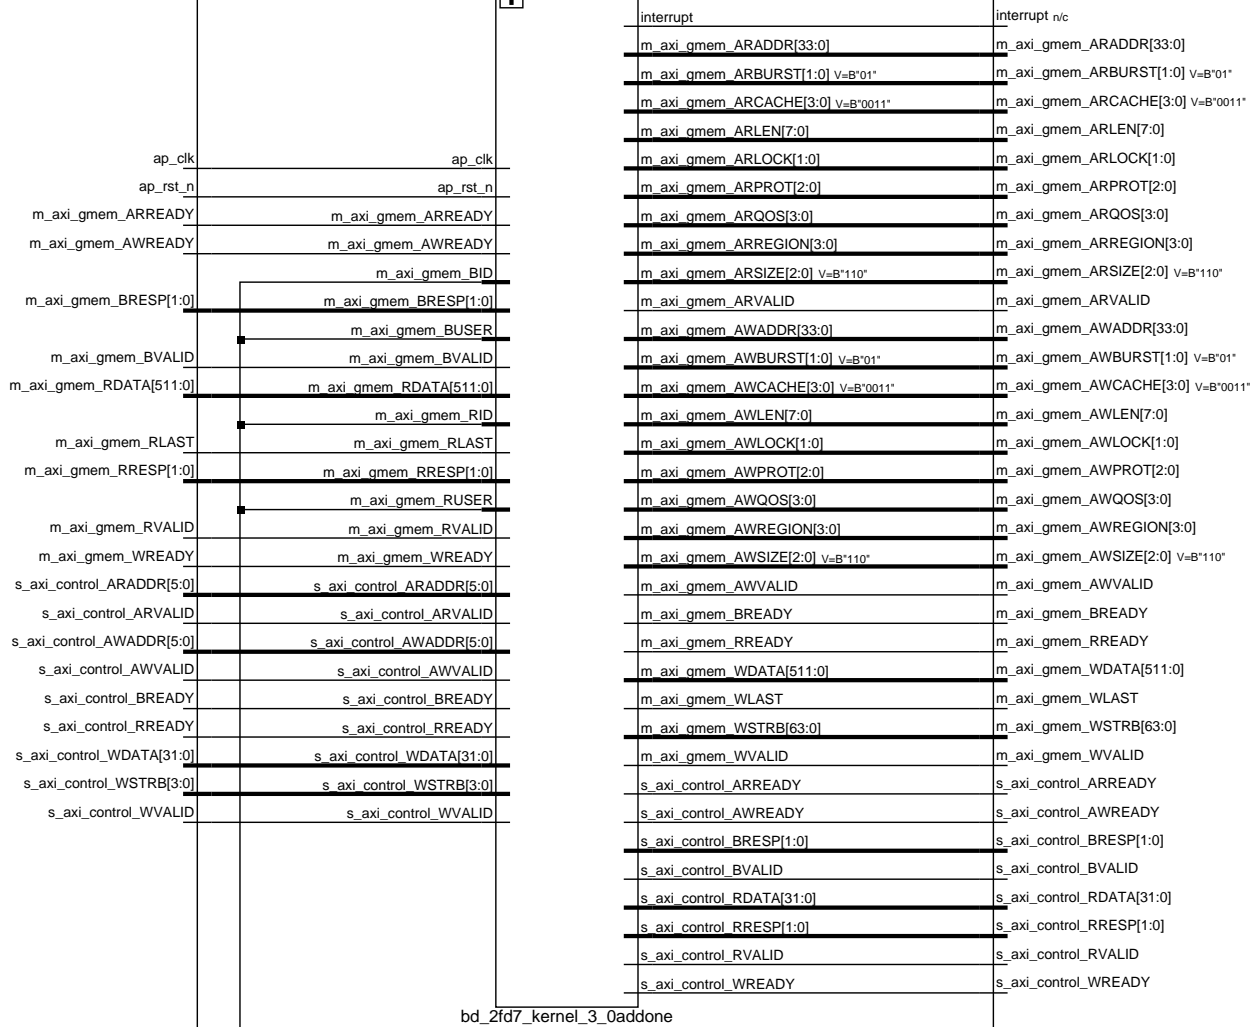 interrupt interrupt n/c
m_axi_gmem_ARADDR[33:0] m_axi_gmem_ARADDR[33:0]
m_axi_gmem_ARBURST[1:0] V=B"01" m_axi_gmem_ARBURST[1:0] V=B"01"
m_axi_gmem_ARCACHE[3:0] V=B"0011" m_axi_gmem_ARCACHE[3:0] V=B"0011"
m_axi_gmem_ARLEN[7:0] m_axi_gmem_ARLEN[7:0]
ap_clk ap_clk m_axi_gmem_ARLOCK[1:0] m_axi_gmem_ARLOCK[1:0]
ap_rst_n ap_rst_n m_axi_gmem_ARPROT[2:0] m_axi_gmem_ARPROT[2:0]
m_axi_gmem_ARREADY m_axi_gmem_ARREADY m_axi_gmem_ARQOS[3:0] m_axi_gmem_ARQOS[3:0]
m_axi_gmem_AWREADY m_axi_gmem_AWREADY m_axi_gmem_ARREGION[3:0] m_axi_gmem_ARREGION[3:0]
m_axi_gmem_BID m_axi_gmem_ARSIZE[2:0] V=B"110" m_axi_gmem_ARSIZE[2:0] V=B"110"
m_axi_gmem_BRESP[1:0] m_axi_gmem_BRESP[1:0] m_axi_gmem_ARVALID m_axi_gmem_ARVALID
m_axi_gmem_BUSER m_axi_gmem_AWADDR[33:0] m_axi_gmem_AWADDR[33:0]
m_axi_gmem_BVALID m_axi_gmem_BVALID m_axi_gmem_AWBURST[1:0] V=B"01" m_axi_gmem_AWBURST[1:0] V=B"01"
m_axi_gmem_RDATA[511:0] m_axi_gmem_RDATA[511:0] m_axi_gmem_AWCACHE[3:0] V=B"0011" m_axi_gmem_AWCACHE[3:0] V=B"0011"
m_axi_gmem_RID m_axi_gmem_AWLEN[7:0] m_axi_gmem_AWLEN[7:0]
m_axi_gmem_RLAST m_axi_gmem_RLAST m_axi_gmem_AWLOCK[1:0] m_axi_gmem_AWLOCK[1:0]
m_axi_gmem_RRESP[1:0] m_axi_gmem_RRESP[1:0] m_axi_gmem_AWPROT[2:0] m_axi_gmem_AWPROT[2:0]
m_axi_gmem_RUSER m_axi_gmem_AWQOS[3:0] m_axi_gmem_AWQOS[3:0]
m_axi_gmem_RVALID m_axi_gmem_RVALID m_axi_gmem_AWREGION[3:0] m_axi_gmem_AWREGION[3:0]
m_axi_gmem_WREADY m_axi_gmem_WREADY m_axi_gmem_AWSIZE[2:0] V=B"110" m_axi_gmem_AWSIZE[2:0] V=B"110"
s_axi_control_ARADDR[5:0] s_axi_control_ARADDR[5:0] m_axi_gmem_AWVALID m_axi_gmem_AWVALID
s_axi_control_ARVALID s_axi_control_ARVALID m_axi_gmem_BREADY m_axi_gmem_BREADY
s_axi_control_AWADDR[5:0] s_axi_control_AWADDR[5:0] m_axi_gmem_RREADY m_axi_gmem_RREADY
s_axi_control_AWVALID s_axi_control_AWVALID m_axi_gmem_WDATA[511:0] m_axi_gmem_WDATA[511:0]
s_axi_control_BREADY s_axi_control_BREADY m_axi_gmem_WLAST m_axi_gmem_WLAST
s_axi_control_RREADY s_axi_control_RREADY m_axi_gmem_WSTRB[63:0] m_axi_gmem_WSTRB[63:0]
s_axi_control_WDATA[31:0] s_axi_control_WDATA[31:0] m_axi_gmem_WVALID m_axi_gmem_WVALID
s_axi_control_WSTRB[3:0] s_axi_control_WSTRB[3:0] s_axi_control_ARREADY s_axi_control_ARREADY
s_axi_control_WVALID s_axi_control_WVALID s_axi_control_AWREADY s_axi_control_AWREADY
s_axi_control_BRESP[1:0] s_axi_control_BRESP[1:0]
s_axi_control_BVALID s_axi_control_BVALID
s_axi_control_RDATA[31:0] s_axi_control_RDATA[31:0]
s_axi_control_RRESP[1:0] s_axi_control_RRESP[1:0]
s_axi_control_RVALID s_axi_control_RVALID
s_axi_control_WREADY s_axi_control_WREADY
bd_2fd7_kernel_3_0addone